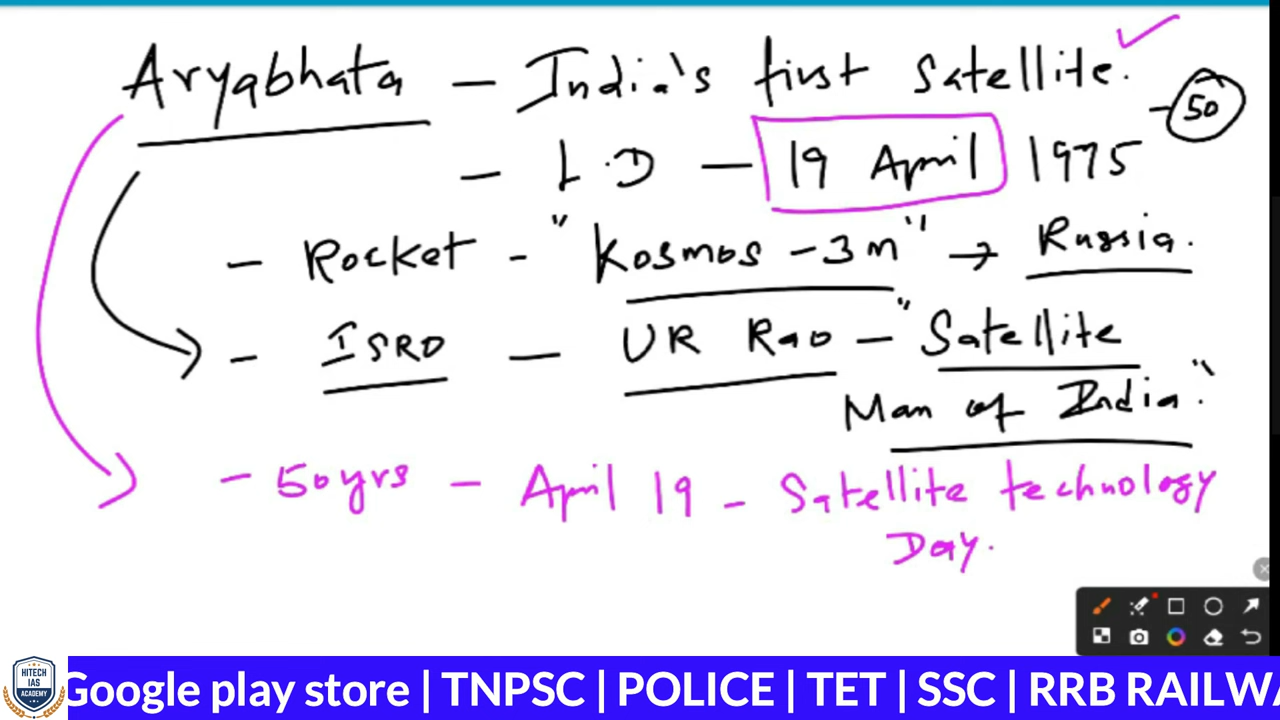 Aryabhata - India's first Satellite.
- 50
- L.D - 19 April 1975
- Rocket - "Kosmos - 3M" → Russia.
- ISRO - UR Rao - "Satellite
Man of India."
- 50yrs - April 19 - Satellite technology
Day.
HITECH
IAS
ACADEMY
Google play store | TNPSC | POLICE | TET | SSC | RRB RAILWA